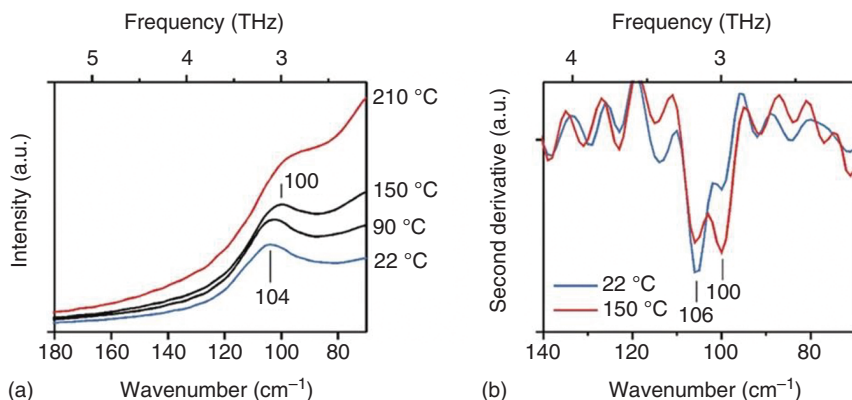 Frequency (THz)
5 4 3
Intensity (a.u.)
210 °C
100
150 °C
90 °C
22 °C
104
180 160 140 120 100 80
(a) Wavenumber (cm–1)
Frequency (THz)
4 3
Second derivative (a.u.)
22 °C
150 °C
100
106
140 120 100 80
(b) Wavenumber (cm–1)